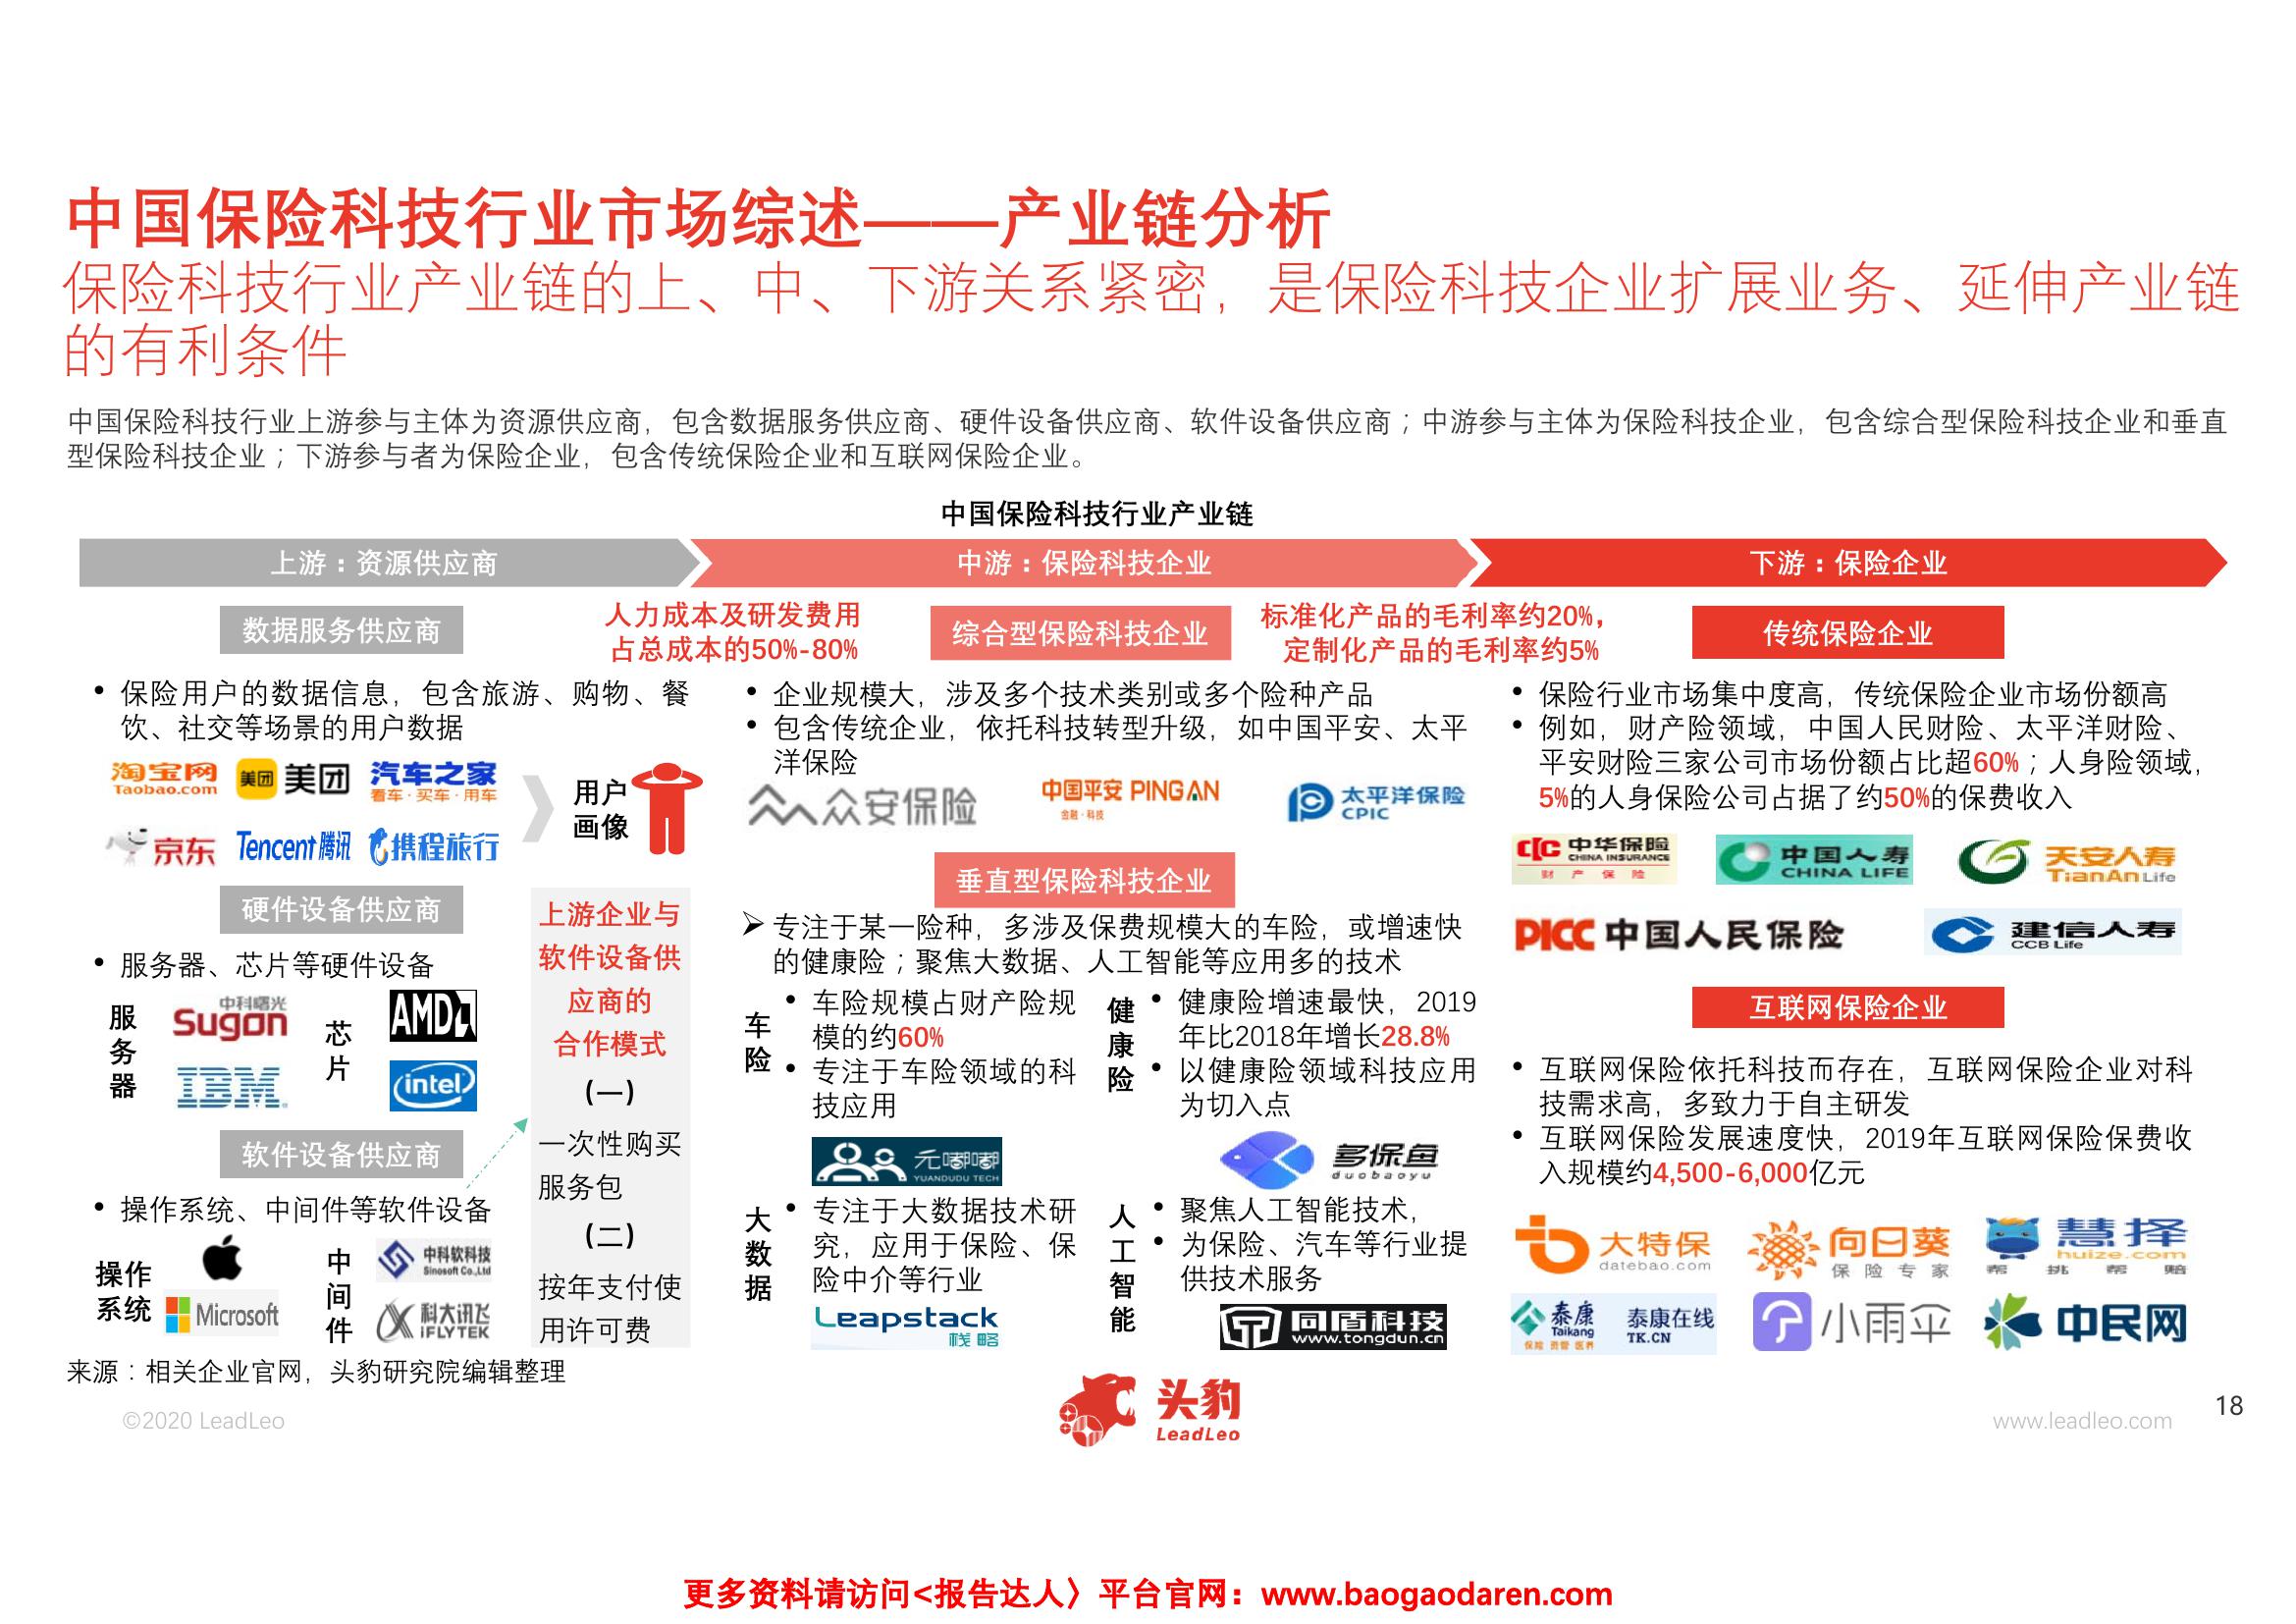 中国保险科技行业市场综述——产业链分析
保险科技行业产业链的上、中、下游关系紧密，是保险科技企业扩展业务、延伸产业链
的有利条件
中国保险科技行业上游参与主体为资源供应商，包含数据服务供应商、硬件设备供应商、软件设备供应商；中游参与主体为保险科技企业，包含综合型保险科技企业和垂直
型保险科技企业；下游参与者为保险企业，包含传统保险企业和互联网保险企业。
中国保险科技行业产业链
上游：资源供应商
数据服务供应商
人力成本及研发费用
占总成本的50%-80%
• 保险用户的数据信息，包含旅游、购物、餐
饮、社交等场景的用户数据
淘宝网
Taobao.com
美团 美团
汽车之家
看车·买车·用车
京东
Tencent 腾讯
携程旅行
用户
画像
硬件设备供应商
• 服务器、芯片等硬件设备
服务器
中科曙光
Sugon
IBM
芯片
AMD
intel
软件设备供应商
• 操作系统、中间件等软件设备
操作
系统
Microsoft
中间件
中科软科技
Sinosoft Co.,Ltd
科大讯飞
iFLYTEK
上游企业与
软件设备供
应商的
合作模式
(一)
一次性购买
服务包
(二)
按年支付使
用许可费
中游：保险科技企业
综合型保险科技企业
标准化产品的毛利率约20%，
定制化产品的毛利率约5%
• 企业规模大，涉及多个技术类别或多个险种产品
• 包含传统企业，依托科技转型升级，如中国平安、太平
洋保险
众安保险
中国平安 PINGAN
金融·科技
太平洋保险
CPIC
垂直型保险科技企业
➢ 专注于某一险种，多涉及保费规模大的车险，或增速快
的健康险；聚焦大数据、人工智能等应用多的技术
车险
• 车险规模占财产险规
模的约60%
• 专注于车险领域的科
技应用
元嘟嘟
YUANDUDU TECH
健康险
• 健康险增速最快，2019
年比2018年增长28.8%
• 以健康险领域科技应用
为切入点
多保鱼
duobaoyu
大数据
• 专注于大数据技术研
究，应用于保险、保
险中介等行业
Leapstack
栈略
人工智能
• 聚焦人工智能技术，
• 为保险、汽车等行业提
供技术服务
同盾科技
www.tongdun.cn
下游：保险企业
传统保险企业
• 保险行业市场集中度高，传统保险企业市场份额高
• 例如，财产险领域，中国人民财险、太平洋财险、
平安财险三家公司市场份额占比超60%；人身险领域，
5%的人身保险公司占据了约50%的保费收入
中华保险
CHINA INSURANCE
财产保险
中国人寿
CHINA LIFE
天安人寿
TianAn Life
PICC 中国人民保险
建信人寿
CCB Life
互联网保险企业
• 互联网保险依托科技而存在，互联网保险企业对科
技需求高，多致力于自主研发
• 互联网保险发展速度快，2019年互联网保险保费收
入规模约4,500-6,000亿元
大特保
datebao.com
向日葵
保险专家
慧择
huize.com
帮 挑 帮 赔
泰康
Taikang
保险 资管 医养
泰康在线
TK.CN
小雨伞
中民网
来源：相关企业官网，头豹研究院编辑整理
©2020 LeadLeo
头豹
LeadLeo
www.leadleo.com
18
更多资料请访问<报告达人〉平台官网：www.baogaodaren.com